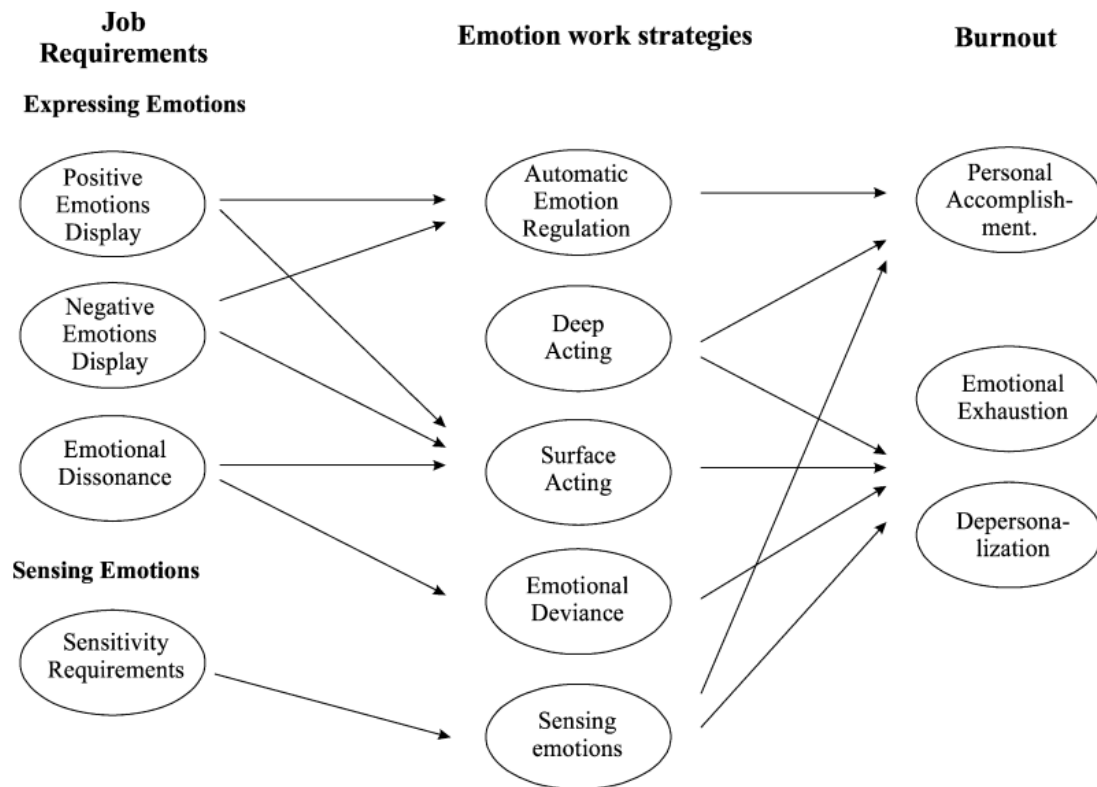 Job
Requirements
Emotion work strategies
Burnout
Expressing Emotions
Positive
Emotions
Display
Automatic
Emotion
Regulation
Personal
Accomplish-
ment.
Negative
Emotions
Display
Deep
Acting
Emotional
Exhaustion
Emotional
Dissonance
Surface
Acting
Depersona-
lization
Sensing Emotions
Emotional
Deviance
Sensitivity
Requirements
Sensing
emotions